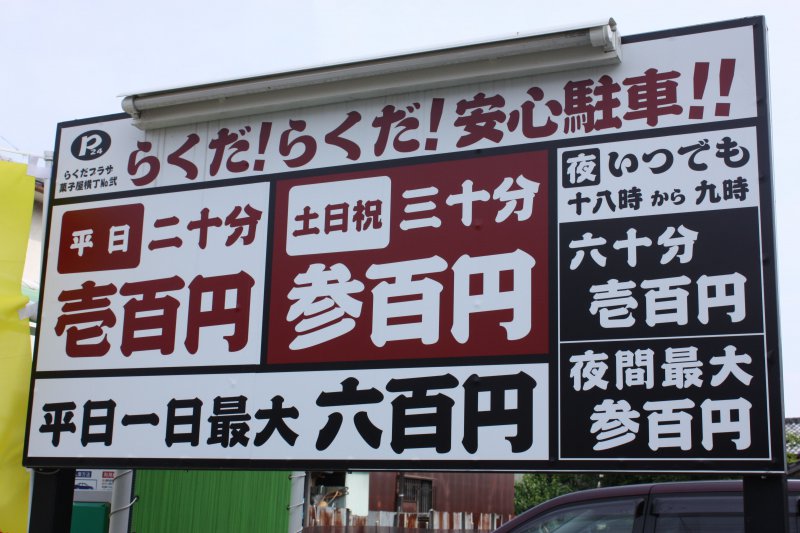 P24
らくだプラザ
菓子屋横丁No.弐
らくだ！らくだ！安心駐車！！
平日 二十分
壱百円
土日祝 三十分
参百円
平日一日最大 六百円
夜 いつでも
十八時から九時
六十分
壱百円
夜間最大
参百円